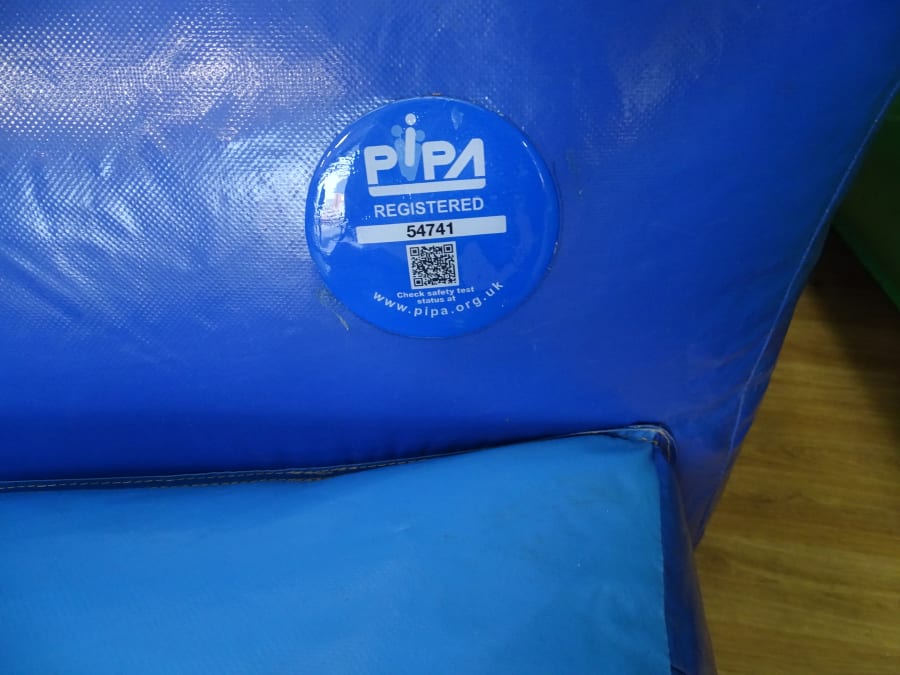 PiPA
REGISTERED
54741
Check safety test
status at
www.pipa.org.uk